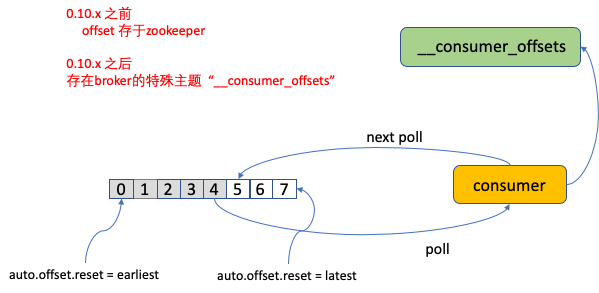 0.10.x 之前
offset 存于zookeeper
0.10.x 之后
存在broker的特殊主题 “__consumer_offsets”
__consumer_offsets
next poll
0 1 2 3 4 5 6 7
consumer
poll
auto.offset.reset = earliest
auto.offset.reset = latest